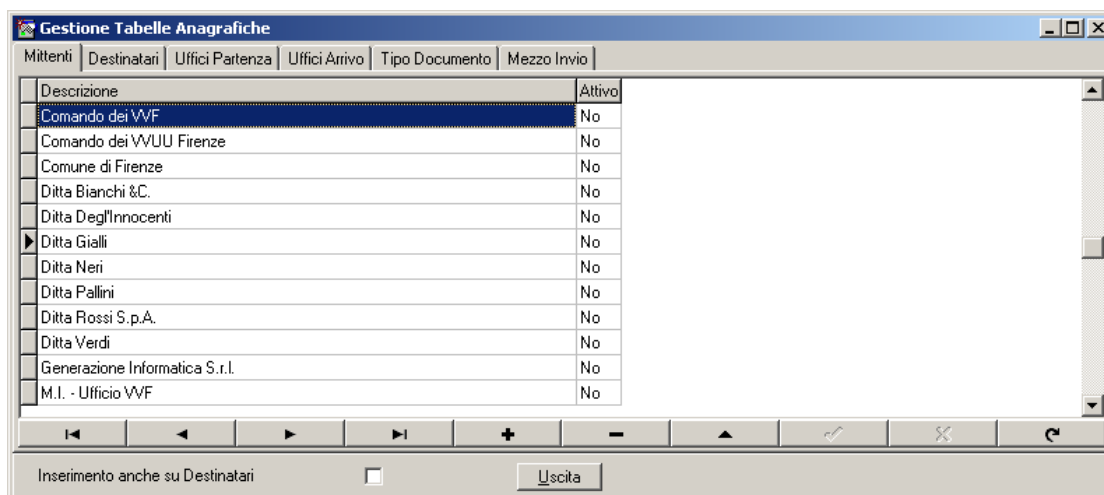 Gestione Tabelle Anagrafiche
Mittenti Destinatari Uffici Partenza Uffici Arrivo Tipo Documento Mezzo Invio
Descrizione Attivo
Comando dei VVF No
Comando dei VVUU Firenze No
Comune di Firenze No
Ditta Bianchi &C. No
Ditta Degl'Innocenti No
Ditta Gialli No
Ditta Neri No
Ditta Pallini No
Ditta Rossi S.p.A. No
Ditta Verdi No
Generazione Informatica S.r.l. No
M.I. - Ufficio VVF No
Inserimento anche su Destinatari Uscita